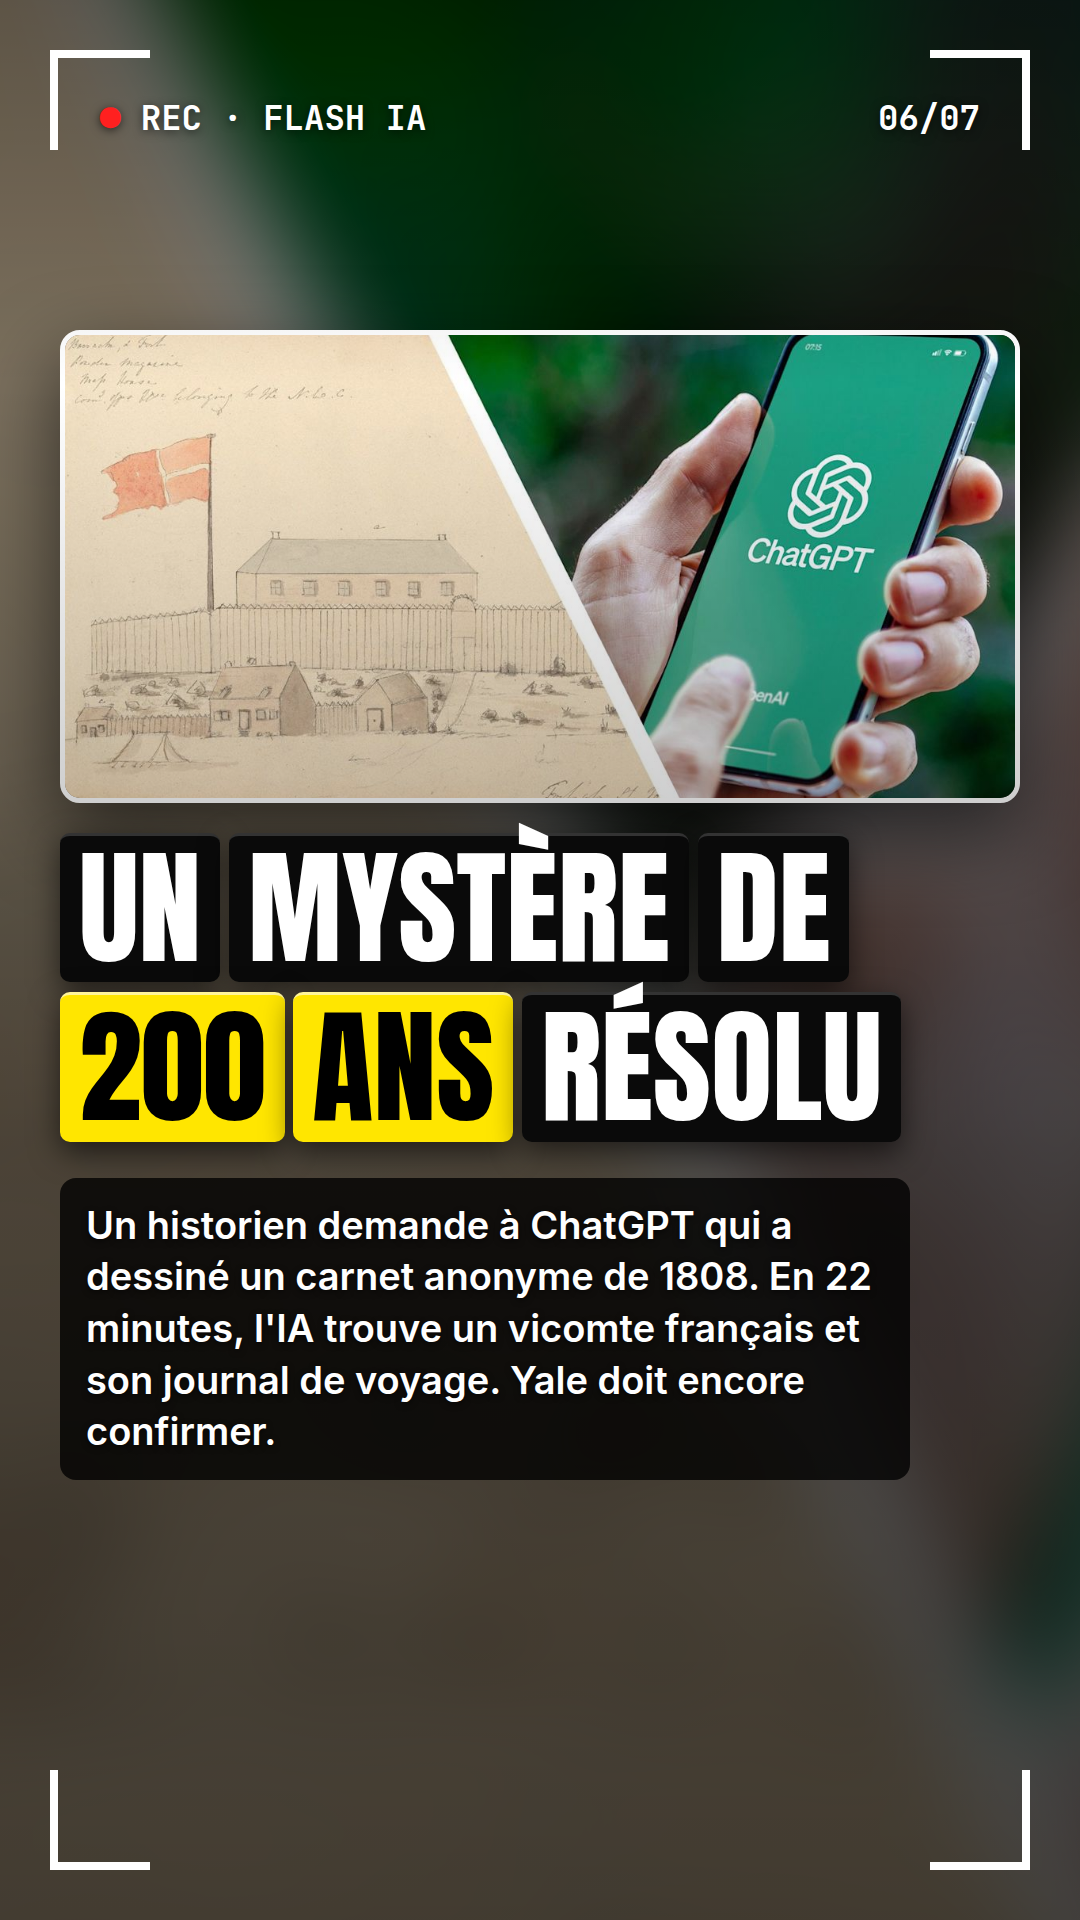 REC · FLASH IA
06/07
07:15
ChatGPT
UN MYSTÈRE DE
200 ANS RÉSOLU
Un historien demande à ChatGPT qui a
dessiné un carnet anonyme de 1808. En 22
minutes, l'IA trouve un vicomte français et
son journal de voyage. Yale doit encore
confirmer.